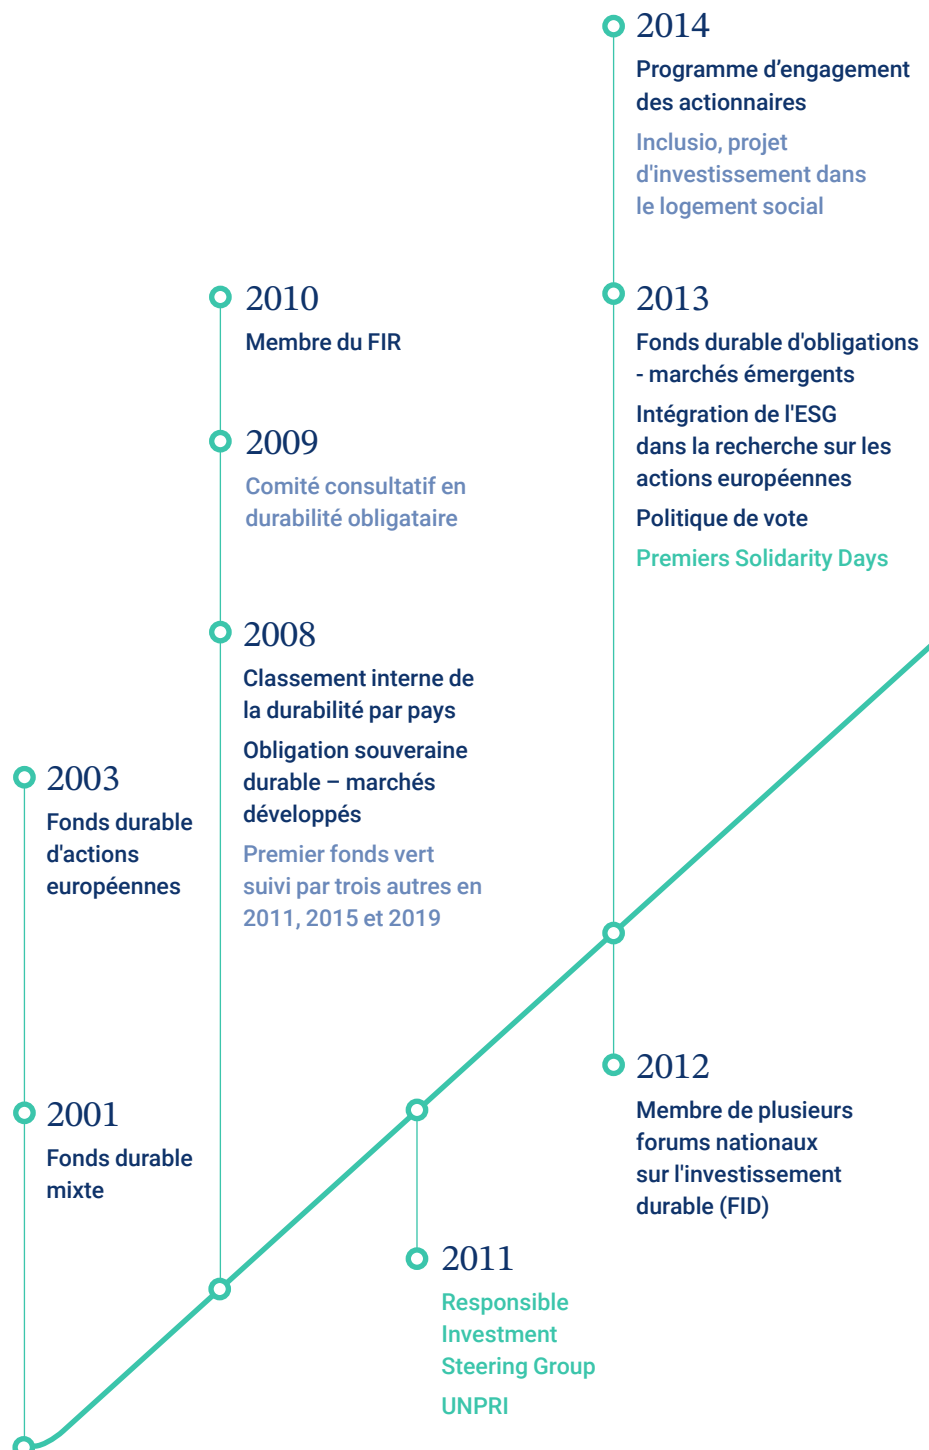 2014
Programme d’engagement
des actionnaires
Inclusio, projet
d'investissement dans
le logement social
2010
Membre du FIR
2013
Fonds durable d'obligations
- marchés émergents
Intégration de l'ESG
dans la recherche sur les
actions européennes
Politique de vote
Premiers Solidarity Days
2009
Comité consultatif en
durabilité obligataire
2008
Classement interne de
la durabilité par pays
Obligation souveraine
durable – marchés
développés
Premier fonds vert
suivi par trois autres en
2011, 2015 et 2019
2003
Fonds durable
d'actions
européennes
2001
Fonds durable
mixte
2012
Membre de plusieurs
forums nationaux
sur l'investissement
durable (FID)
2011
Responsible
Investment
Steering Group
UNPRI